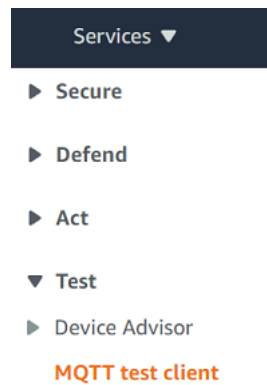 Services
Secure
Defend
Act
Test
Device Advisor
MQTT test client